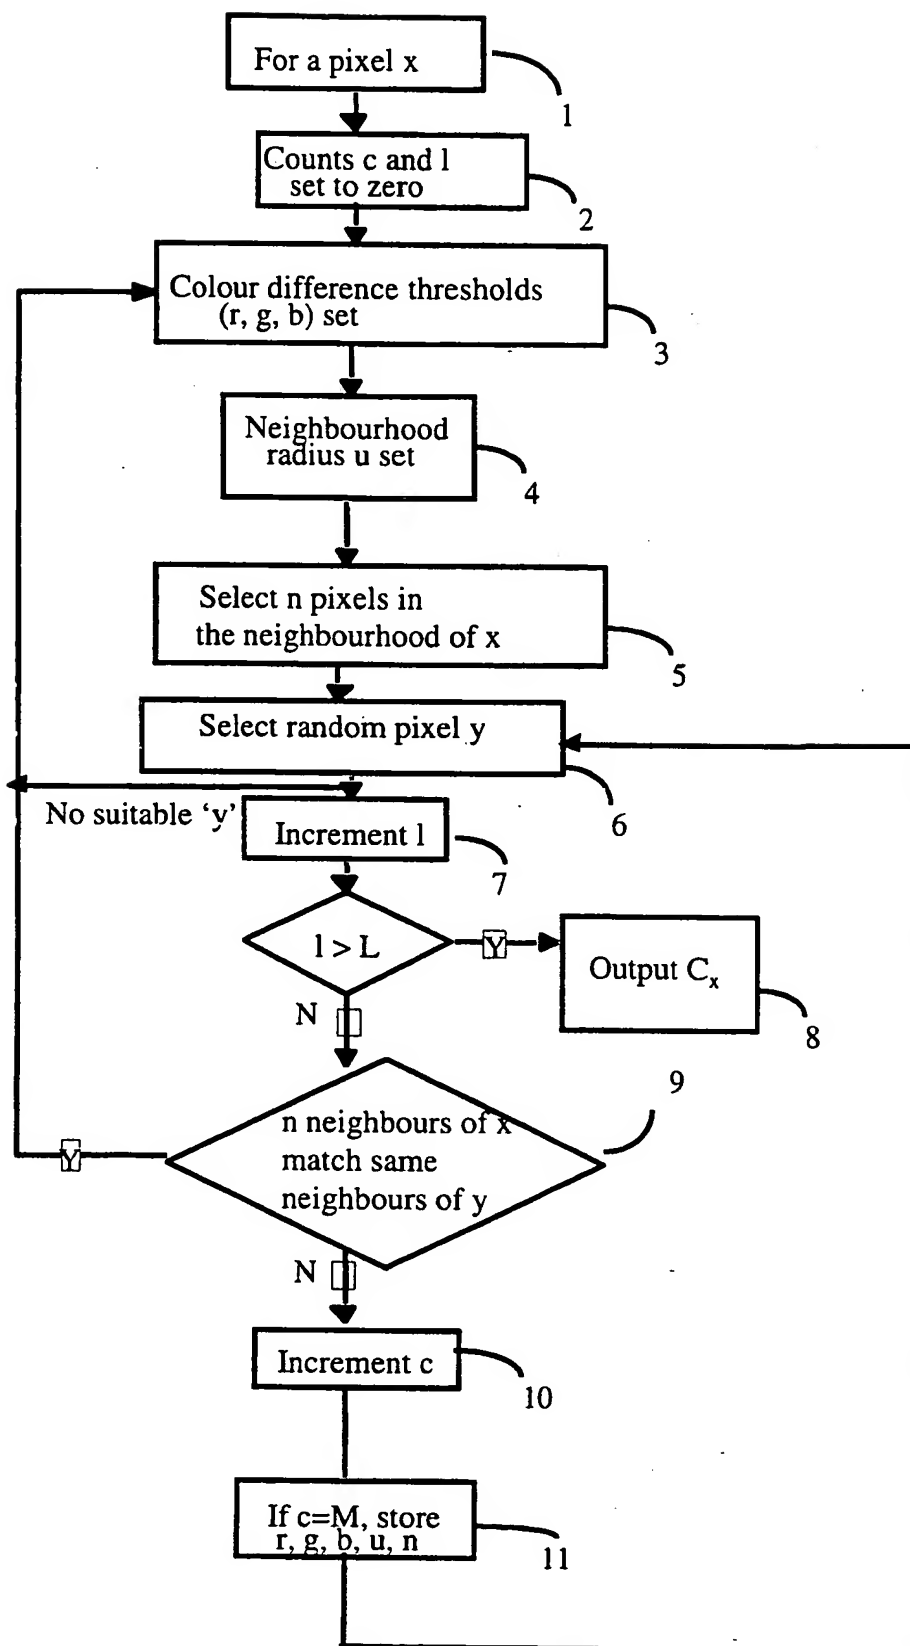 For a pixel x
1
Counts c and l
set to zero
2
Colour difference thresholds
(r, g, b) set
3
Neighbourhood
radius u set
4
Select n pixels in
the neighbourhood of x
5
Select random pixel y
6
No suitable ‘y’
Increment l
7
l > L
Y
Output Cx
8
N
9
n neighbours of x
match same
neighbours of y
Y
N
Increment c
10
If c=M, store
r, g, b, u, n
11